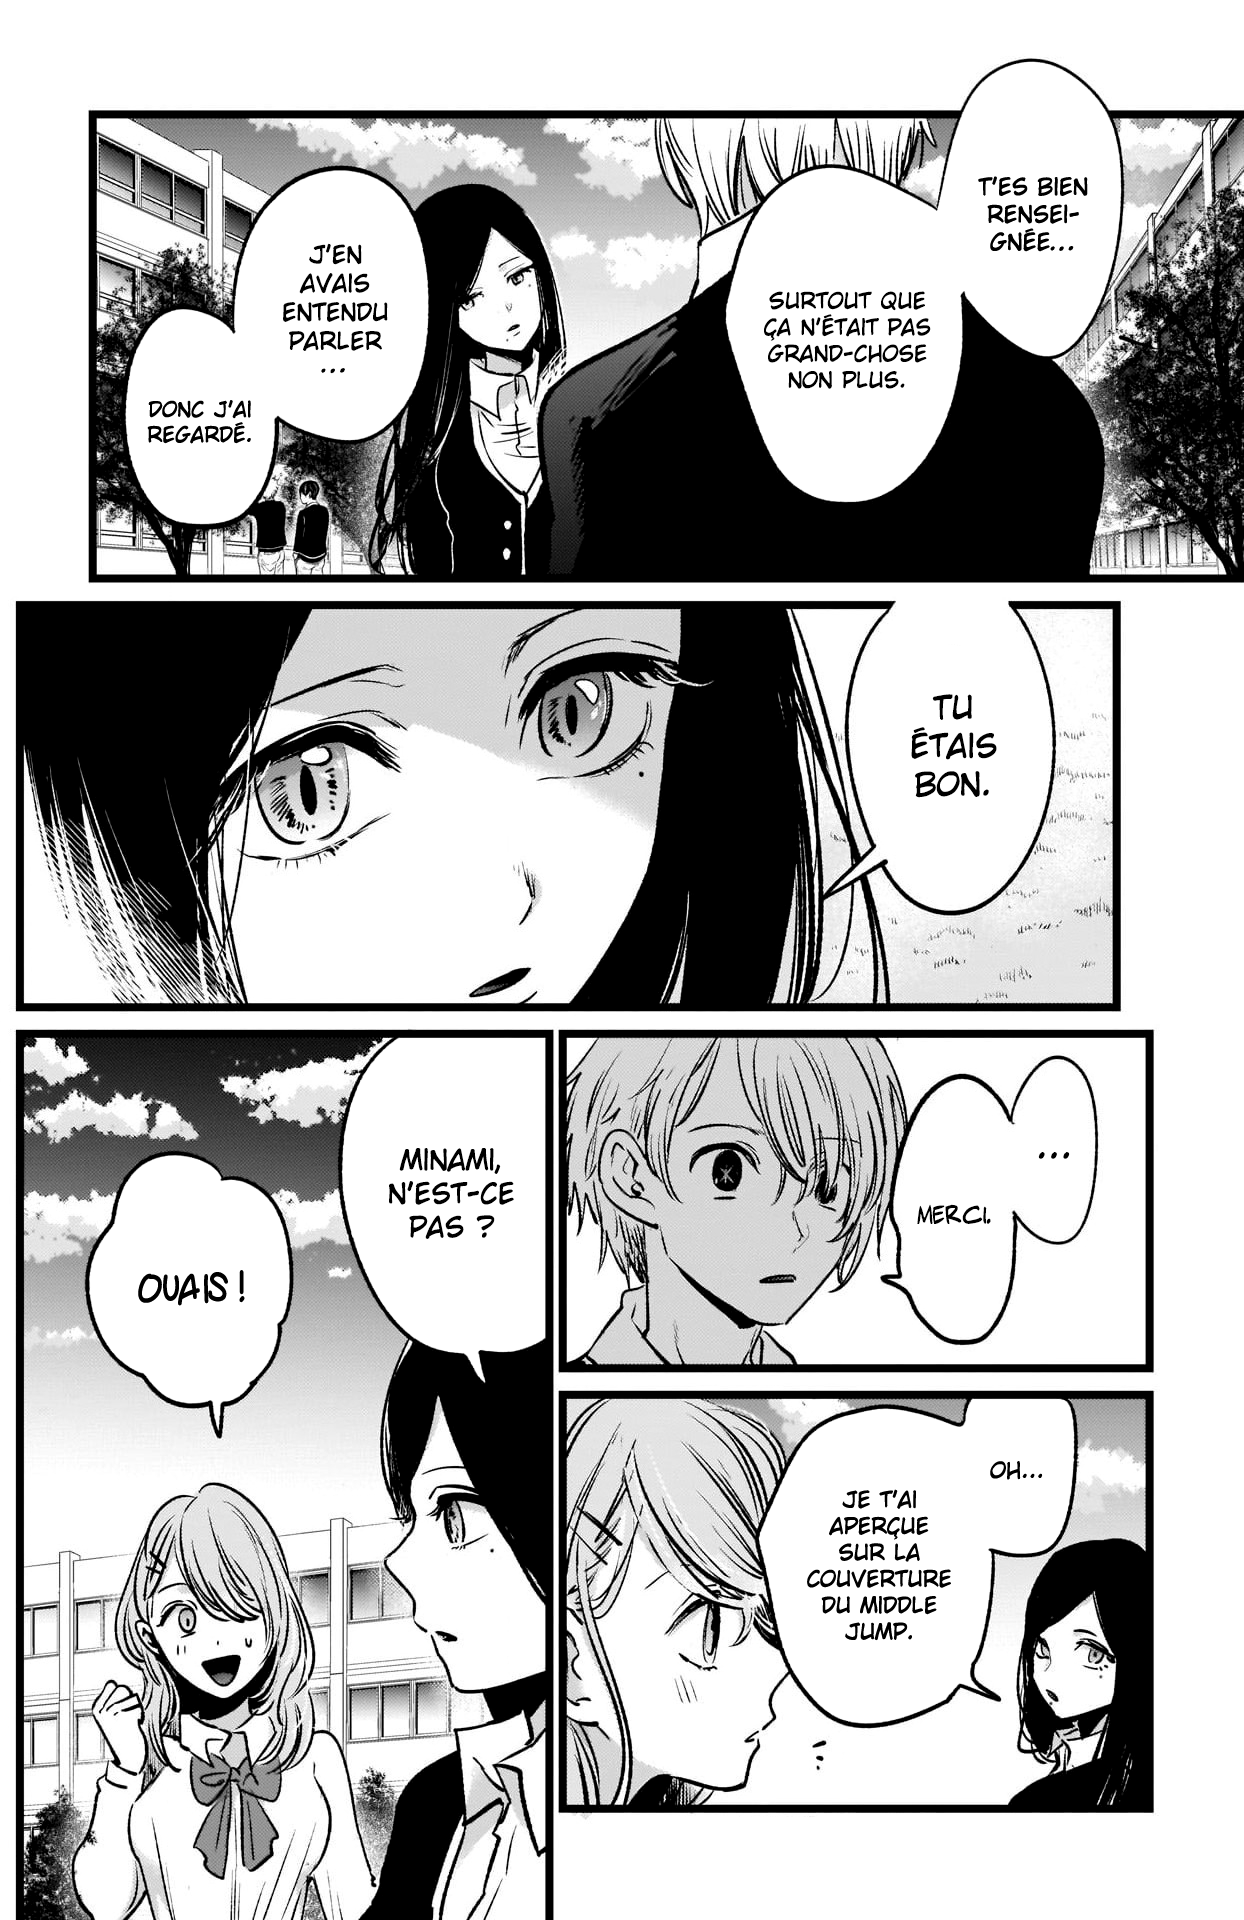 T'ES BIEN
RENSEI-
GNÉE...
SURTOUT QUE
ÇA N'ÉTAIT PAS
GRAND-CHOSE
NON PLUS.
J'EN
AVAIS
ENTENDU
PARLER
...
DONC J'AI
REGARDÉ.
TU
ÉTAIS
BON.
...
MERCI.
OH...
JE T'AI
APERÇUE
SUR LA
COUVERTURE
DU MIDDLE
JUMP.
MINAMI,
N'EST-CE
PAS ?
OUAIS !